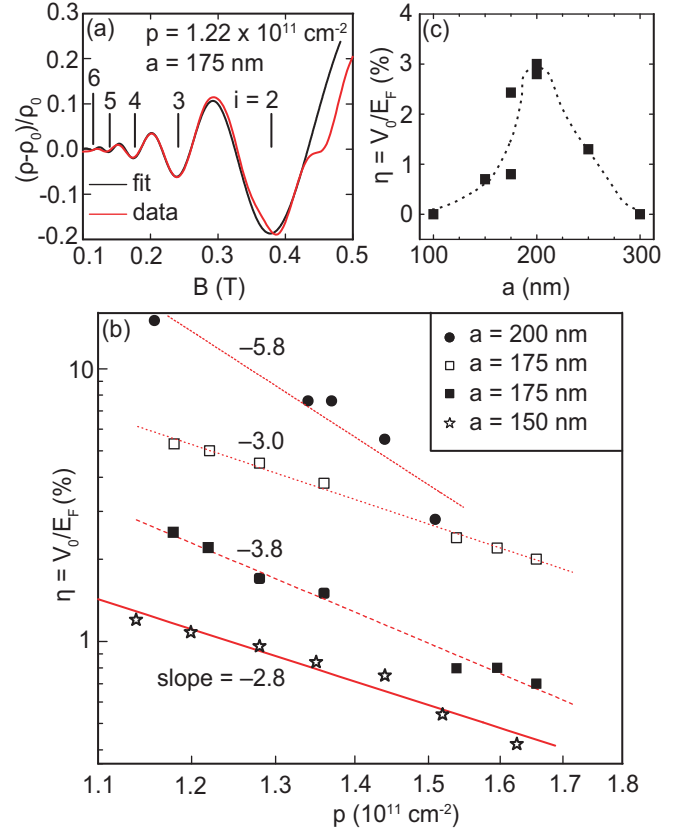 (a)
p = 1.22 x 10¹¹ cm⁻²
a = 175 nm
6
5
4
3
i = 2
fit
data
(ρ-ρ₀)/ρ₀
0.2
0.1
0.0
-0.1
-0.2
0.1
0.2
0.3
0.4
0.5
B (T)
(c)
η = V₀/E_F (%)
4
3
2
1
0
100
200
300
a (nm)
(b)
–5.8
–3.0
–3.8
slope = –2.8
a = 200 nm
a = 175 nm
a = 175 nm
a = 150 nm
η = V₀/E_F (%)
10
1
1.1
1.2
1.3
1.4
1.5
1.6
1.7
1.8
p (10¹¹ cm⁻²)